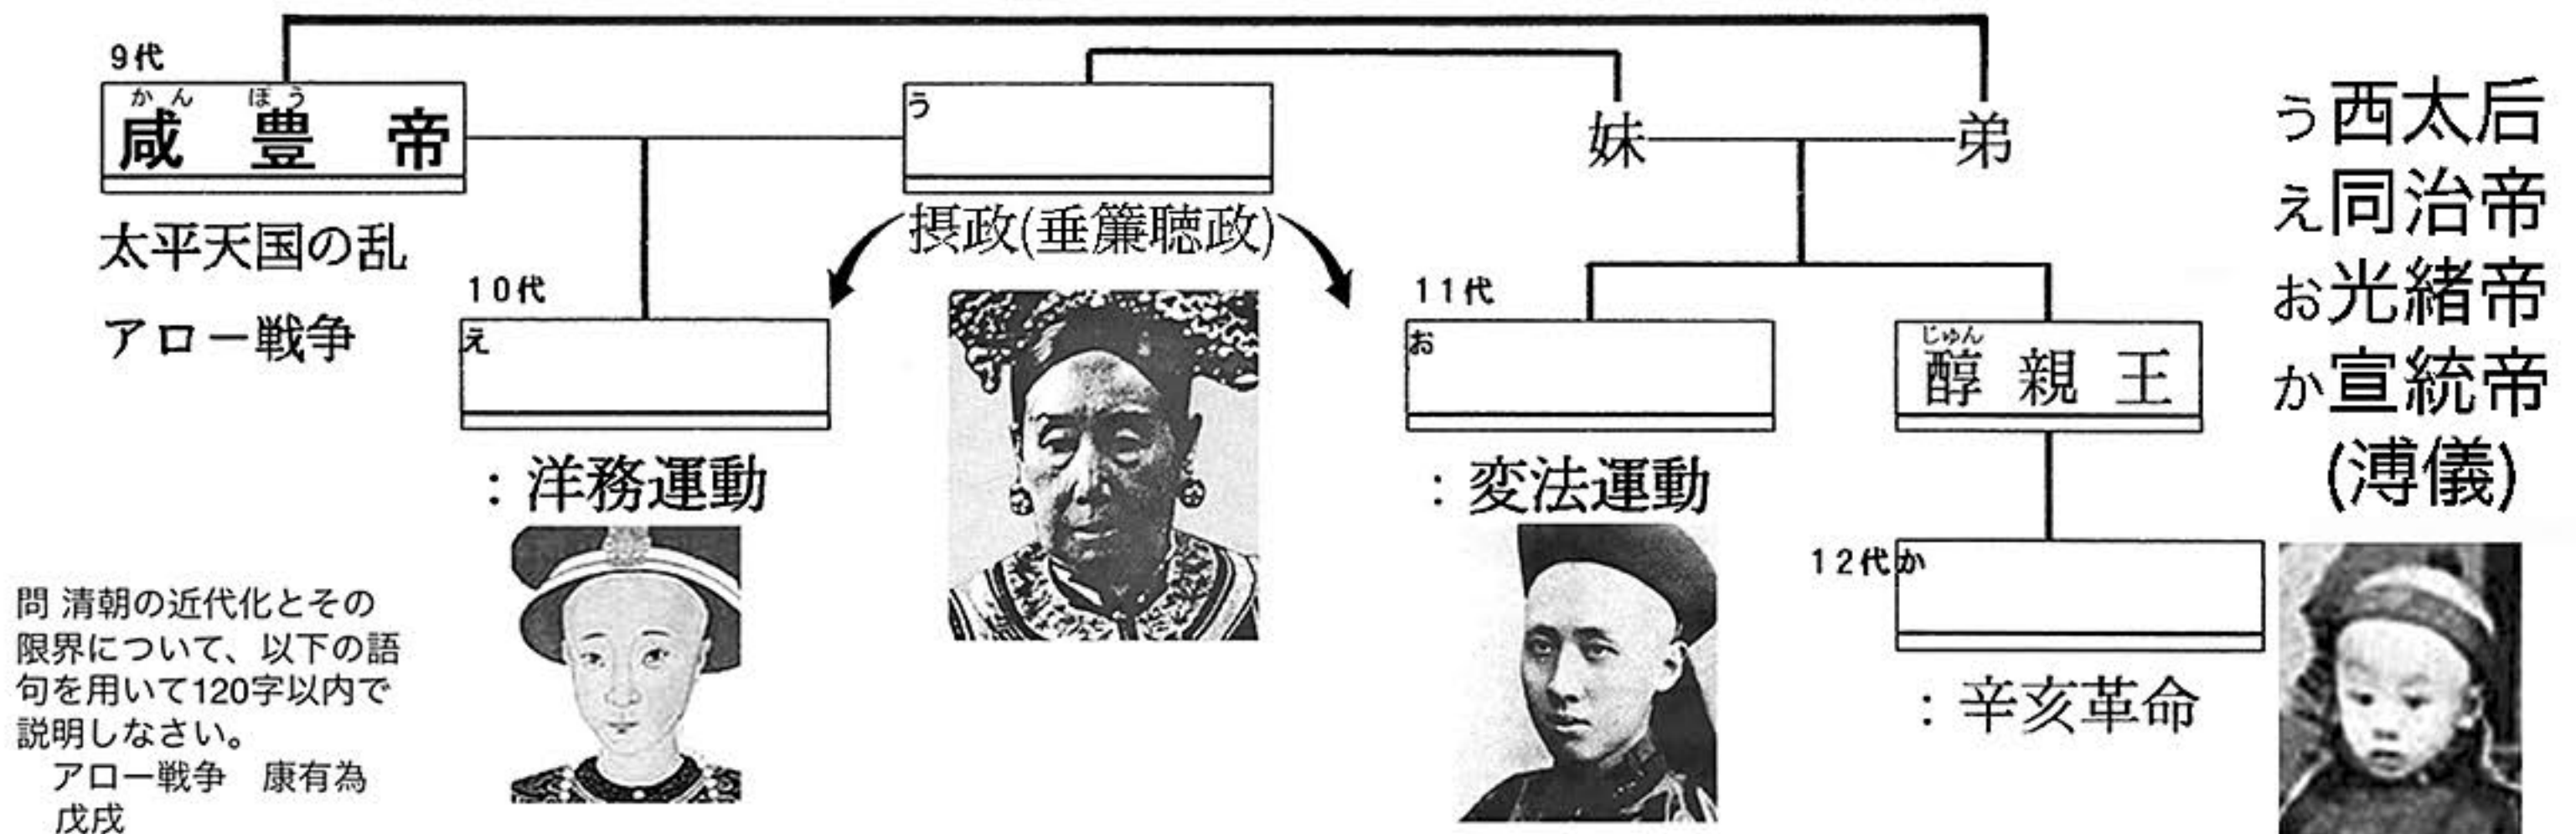 9代
かん ぽう
咸豊帝
太平天国の乱
アロー戦争
う
摂政(垂簾聴政)
妹
弟
10代
え
:洋務運動
11代
お
:変法運動
じゅん
醇親王
12代
か
:辛亥革命
う西太后
え同治帝
お光緒帝
か宣統帝
(溥儀)
問 清朝の近代化とその
限界について、以下の語
句を用いて120字以内で
説明しなさい。
アロー戦争 康有為
戊戌